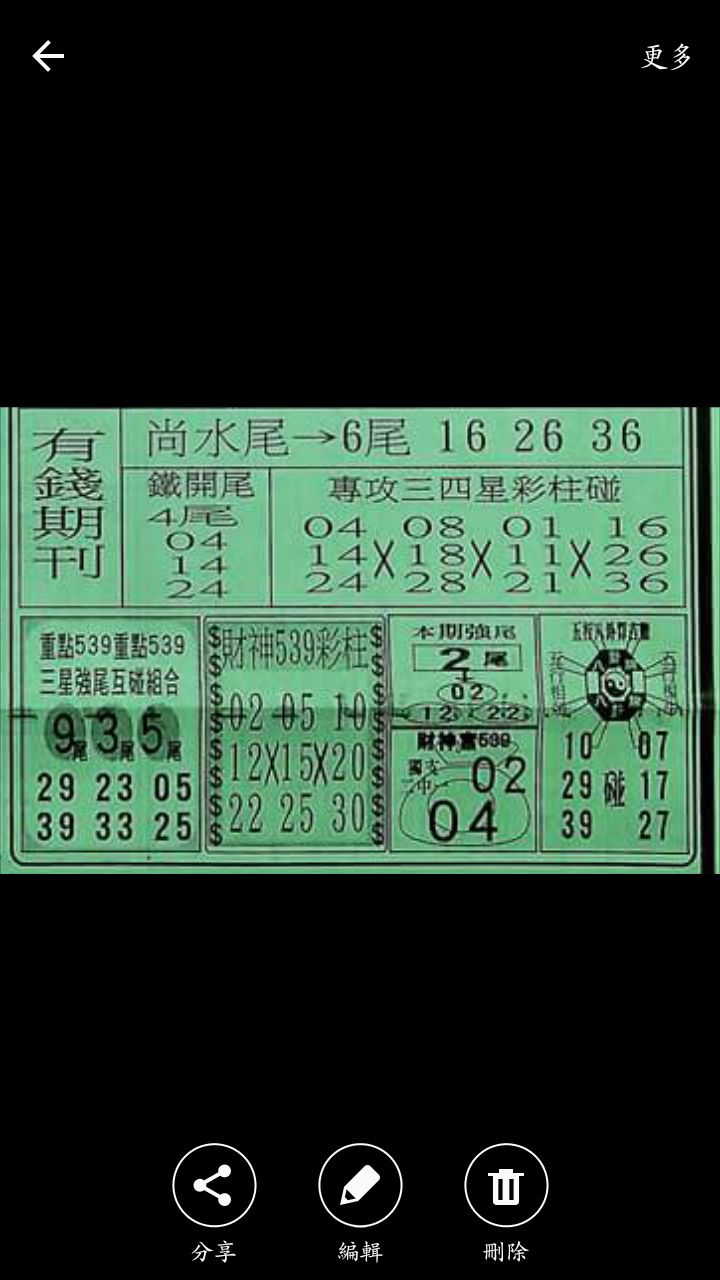 更多
有錢期刊
尚水尾→6尾 16 26 36
鐵開尾
4尾
04
14
24
專攻三四星彩柱碰
04 08 01 16
14X18X11X26
24 28 21 36
重點539重點539
三星強尾互碰組合
9尾 3尾 5尾
29 23 05
39 33 25
財神539彩柱
$ $ $ $ $ $ $ $
02 05 10
12X15X20
22 25 30
本期強尾
2尾
02
12 22
財神富539
獨支
二中一
02
04
10 07
29 碰 17
39 27
分享
編輯
刪除